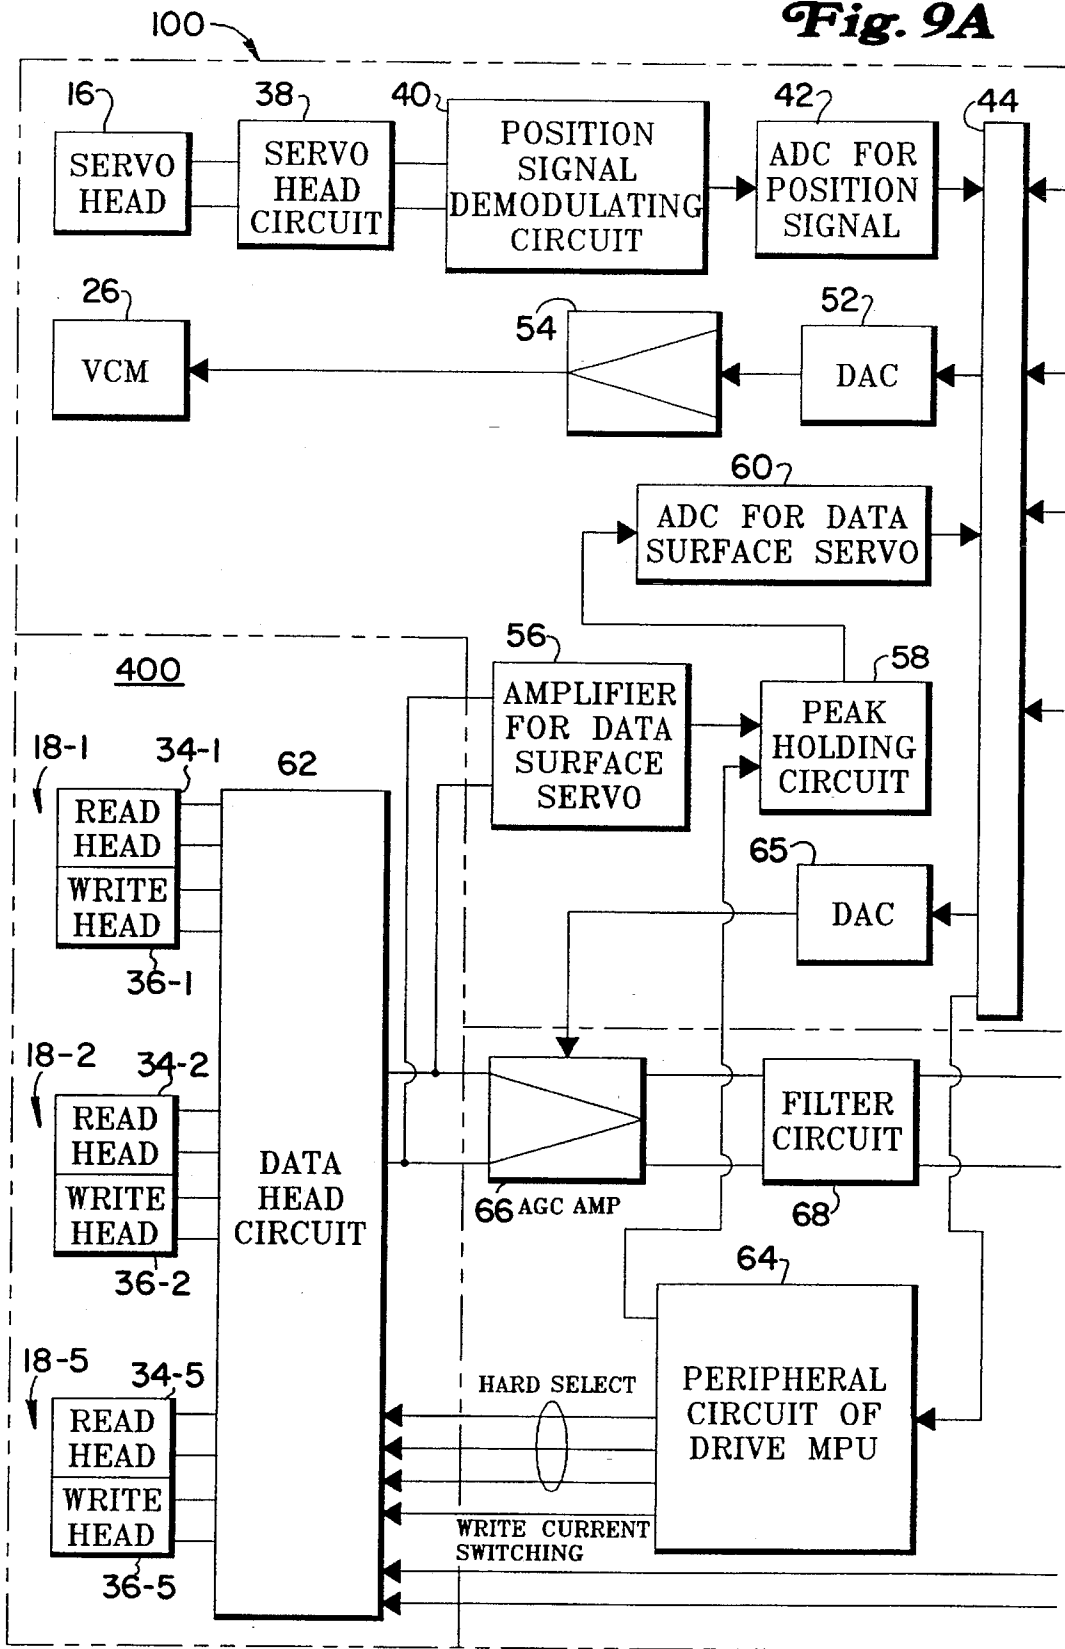 Fig. 9A
100
16
38
40
42
44
SERVO
HEAD
SERVO
HEAD
CIRCUIT
POSITION
SIGNAL
DEMODULATING
CIRCUIT
ADC FOR
POSITION
SIGNAL
26
54
52
VCM
DAC
60
ADC FOR DATA
SURFACE SERVO
400
56
58
AMPLIFIER
FOR DATA
SURFACE
SERVO
PEAK
HOLDING
CIRCUIT
18-1
34-1
62
READ
HEAD
WRITE
HEAD
36-1
65
DAC
18-2
34-2
READ
HEAD
WRITE
HEAD
36-2
DATA
HEAD
CIRCUIT
66 AGC AMP
FILTER
CIRCUIT
68
64
18-5
34-5
READ
HEAD
WRITE
HEAD
36-5
HARD SELECT
PERIPHERAL
CIRCUIT OF
DRIVE MPU
WRITE CURRENT
SWITCHING